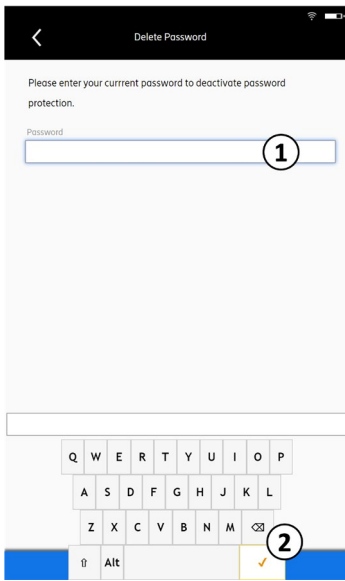 Delete Password
Please enter your currrent password to deactivate password
protection.
Password
1
Q W E R T Y U I O P
A S D F G H J K L
Z X C V B N M ⌫
2
⇧ Alt ✓